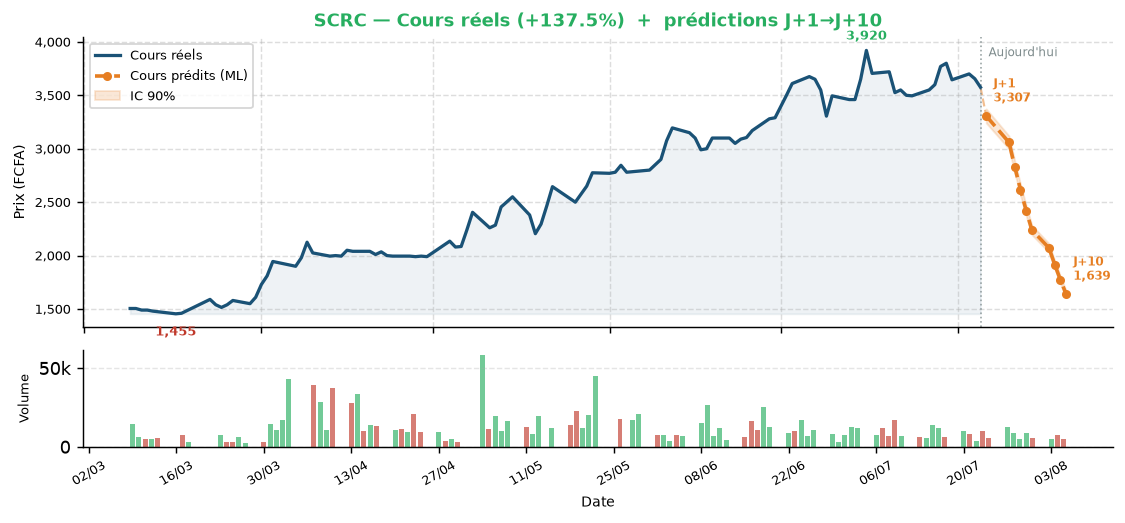 SCRC — Cours réels (+137.5%)  +  prédictions J+1→J+10
Cours réels
Cours prédits (ML)
IC 90%
3,920
Aujourd'hui
J+1
3,307
J+10
1,639
1,455
Prix (FCFA)
4,000
3,500
3,000
2,500
2,000
1,500
Volume
50k
0
02/03
16/03
30/03
13/04
27/04
11/05
25/05
08/06
22/06
06/07
20/07
03/08
Date